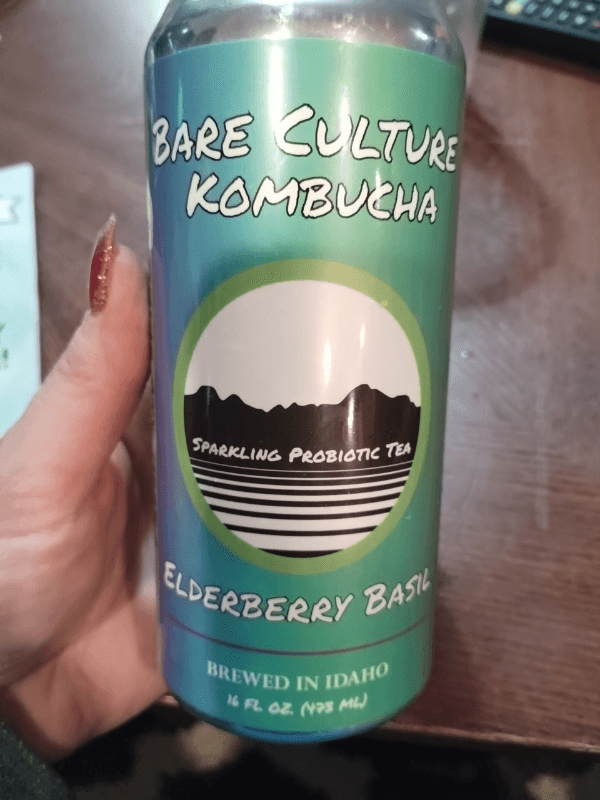 BARE CULTURE
KOMBUCHA
SPARKLING PROBIOTIC TEA
ELDERBERRY BASIL
BREWED IN IDAHO
16 FL OZ. (473 ML)